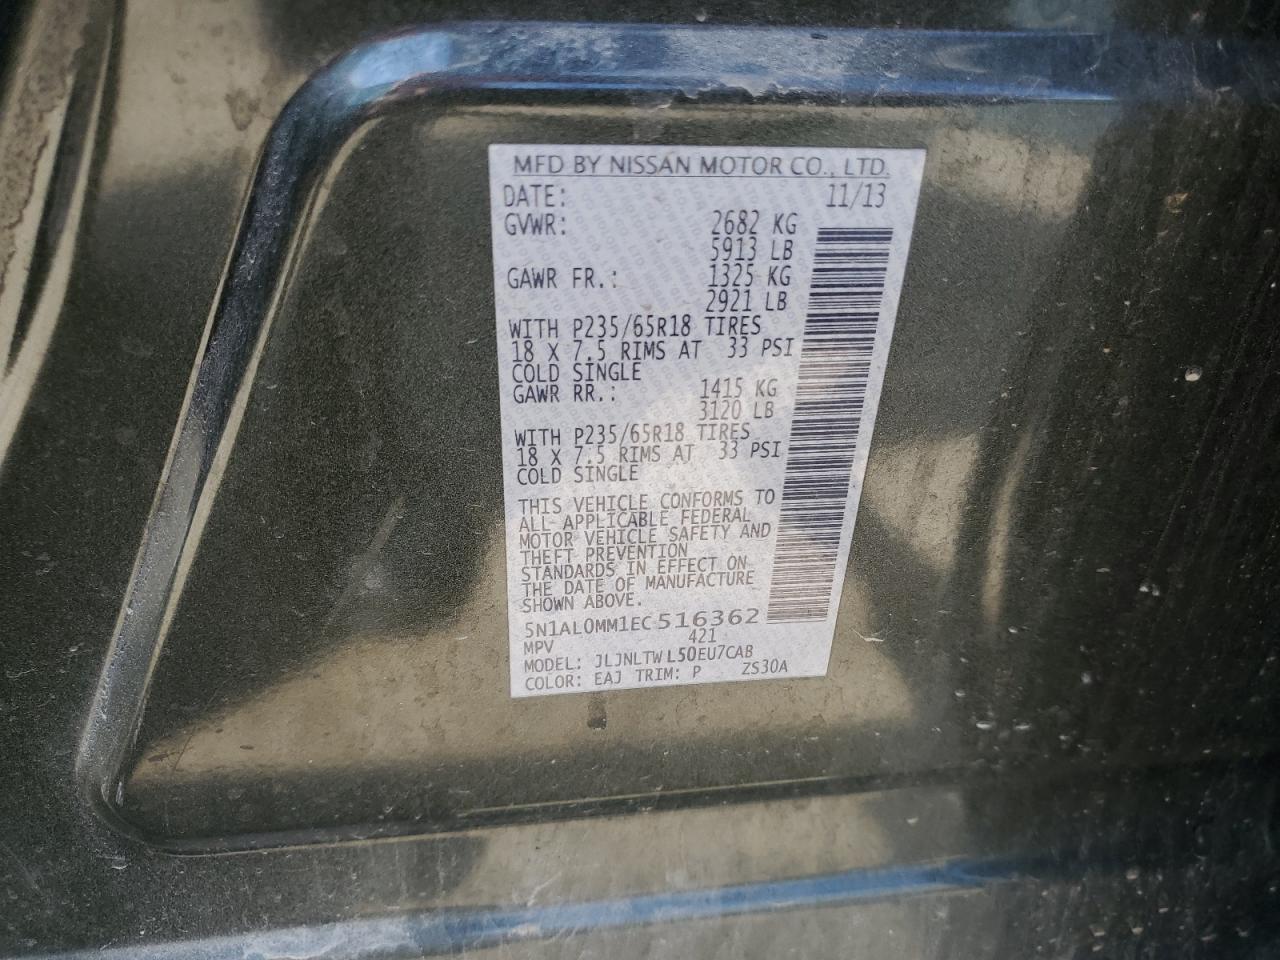 MFD BY NISSAN MOTOR CO., LTD.
DATE: 11/13
GVWR: 2682 KG
5913 LB
GAWR FR.: 1325 KG
2921 LB
WITH P235/65R18 TIRES
18 X 7.5 RIMS AT 33 PSI
COLD SINGLE
GAWR RR.: 1415 KG
3120 LB
WITH P235/65R18 TIRES
18 X 7.5 RIMS AT 33 PSI
COLD SINGLE
THIS VEHICLE CONFORMS TO
ALL APPLICABLE FEDERAL
MOTOR VEHICLE SAFETY AND
THEFT PREVENTION
STANDARDS IN EFFECT ON
THE DATE OF MANUFACTURE
SHOWN ABOVE.
5N1AL0MM1EC516362
MPV 421
MODEL: JLJNLTWL50EU7CAB
COLOR: EAJ TRIM: P ZS30A